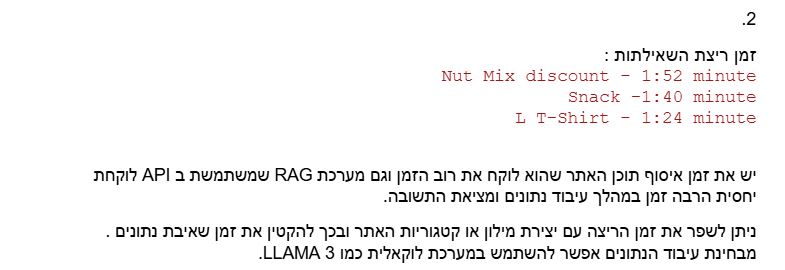 2.
זמן ריצת השאילתות :
Nut Mix discount - 1:52 minute
Snack -1:40 minute
L T-Shirt - 1:24 minute
יש את זמן איסוף תוכן האתר שהוא לוקח את רוב הזמן וגם מערכת RAG שמשתמשת ב API לוקחת
יחסית הרבה זמן במהלך עיבוד נתונים ומציאת התשובה.
ניתן לשפר את זמן הריצה עם יצירת מילון או קטגוריות האתר ובכך להקטין את זמן שאיבת נתונים .
מבחינת עיבוד הנתונים אפשר להשתמש במערכת לוקאלית כמו LLAMA 3.